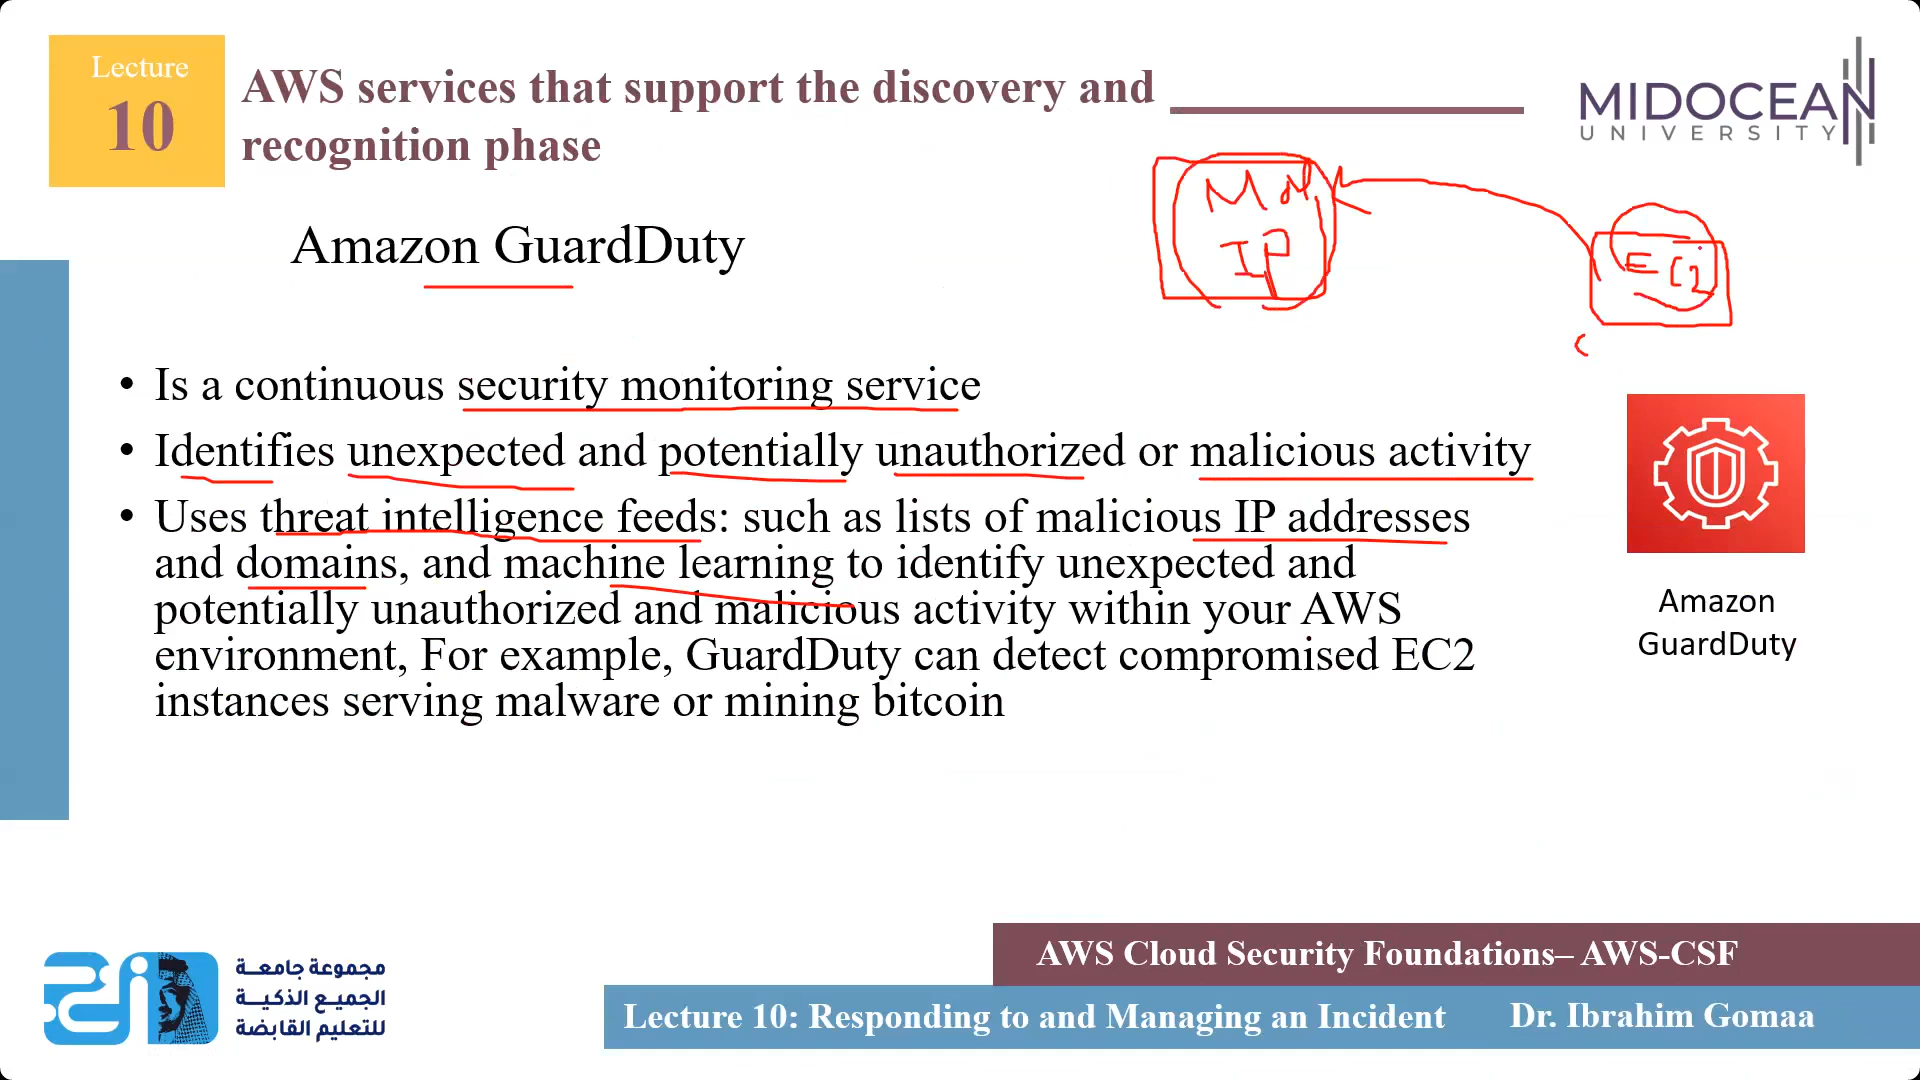 Lecture
10
AWS services that support the discovery and
recognition phase
MIDOCEAN
UNIVERSITY
IP
EC2
Amazon GuardDuty
• Is a continuous security monitoring service
• Identifies unexpected and potentially unauthorized or malicious activity
• Uses threat intelligence feeds: such as lists of malicious IP addresses
and domains, and machine learning to identify unexpected and
potentially unauthorized and malicious activity within your AWS
environment, For example, GuardDuty can detect compromised EC2
instances serving malware or mining bitcoin
Amazon
GuardDuty
مجموعة جامعة
الجميع الذكية
للتعليم القابضة
AWS Cloud Security Foundations– AWS-CSF
Lecture 10: Responding to and Managing an Incident Dr. Ibrahim Gomaa